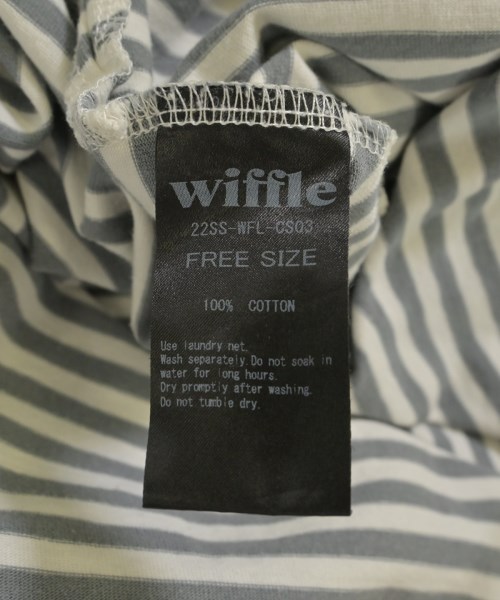 wiffle
22SS-WFL-CS03
FREE SIZE
100% COTTON
Use laundry net.
Wash separately.Do not soak in
water for long hours.
Dry promptly after washing.
Do not tumble dry.